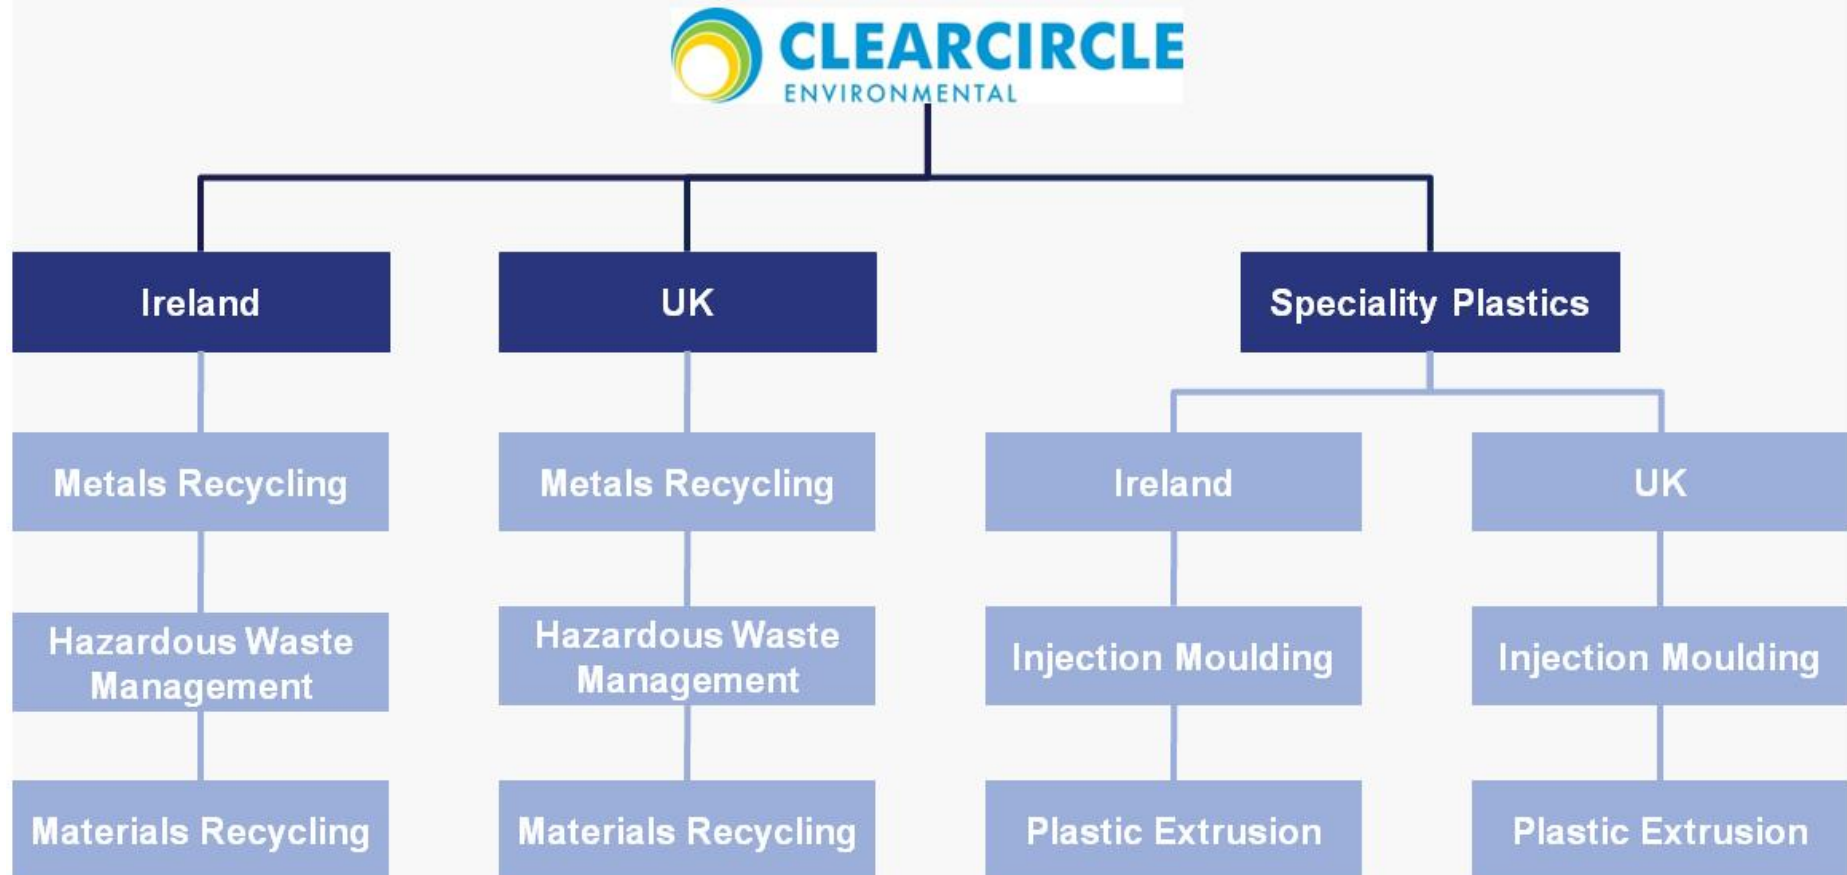 CLEARCIRCLE
ENVIRONMENTAL
Ireland
UK
Speciality Plastics
Metals Recycling
Metals Recycling
Ireland
UK
Hazardous Waste
Management
Hazardous Waste
Management
Injection Moulding
Injection Moulding
Materials Recycling
Materials Recycling
Plastic Extrusion
Plastic Extrusion